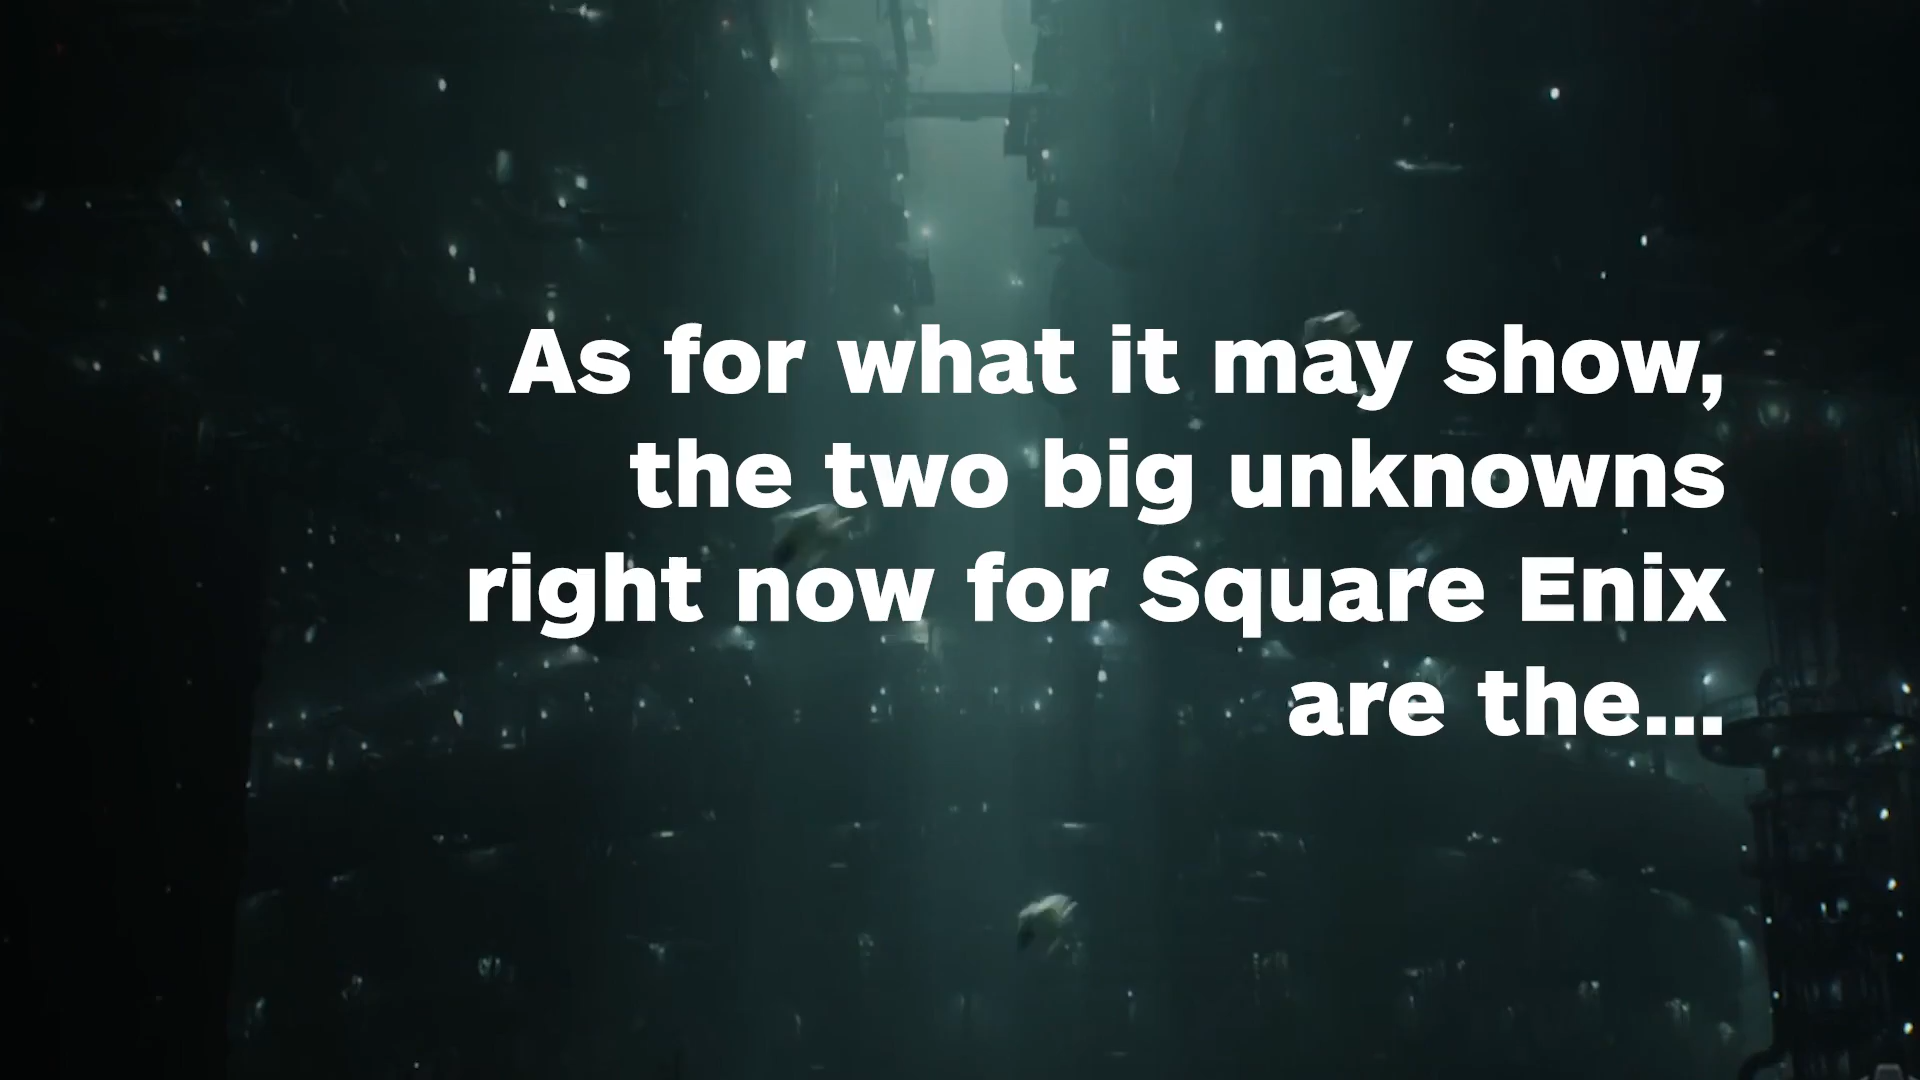 As for what it may show,
the two big unknowns
right now for Square Enix
are the...